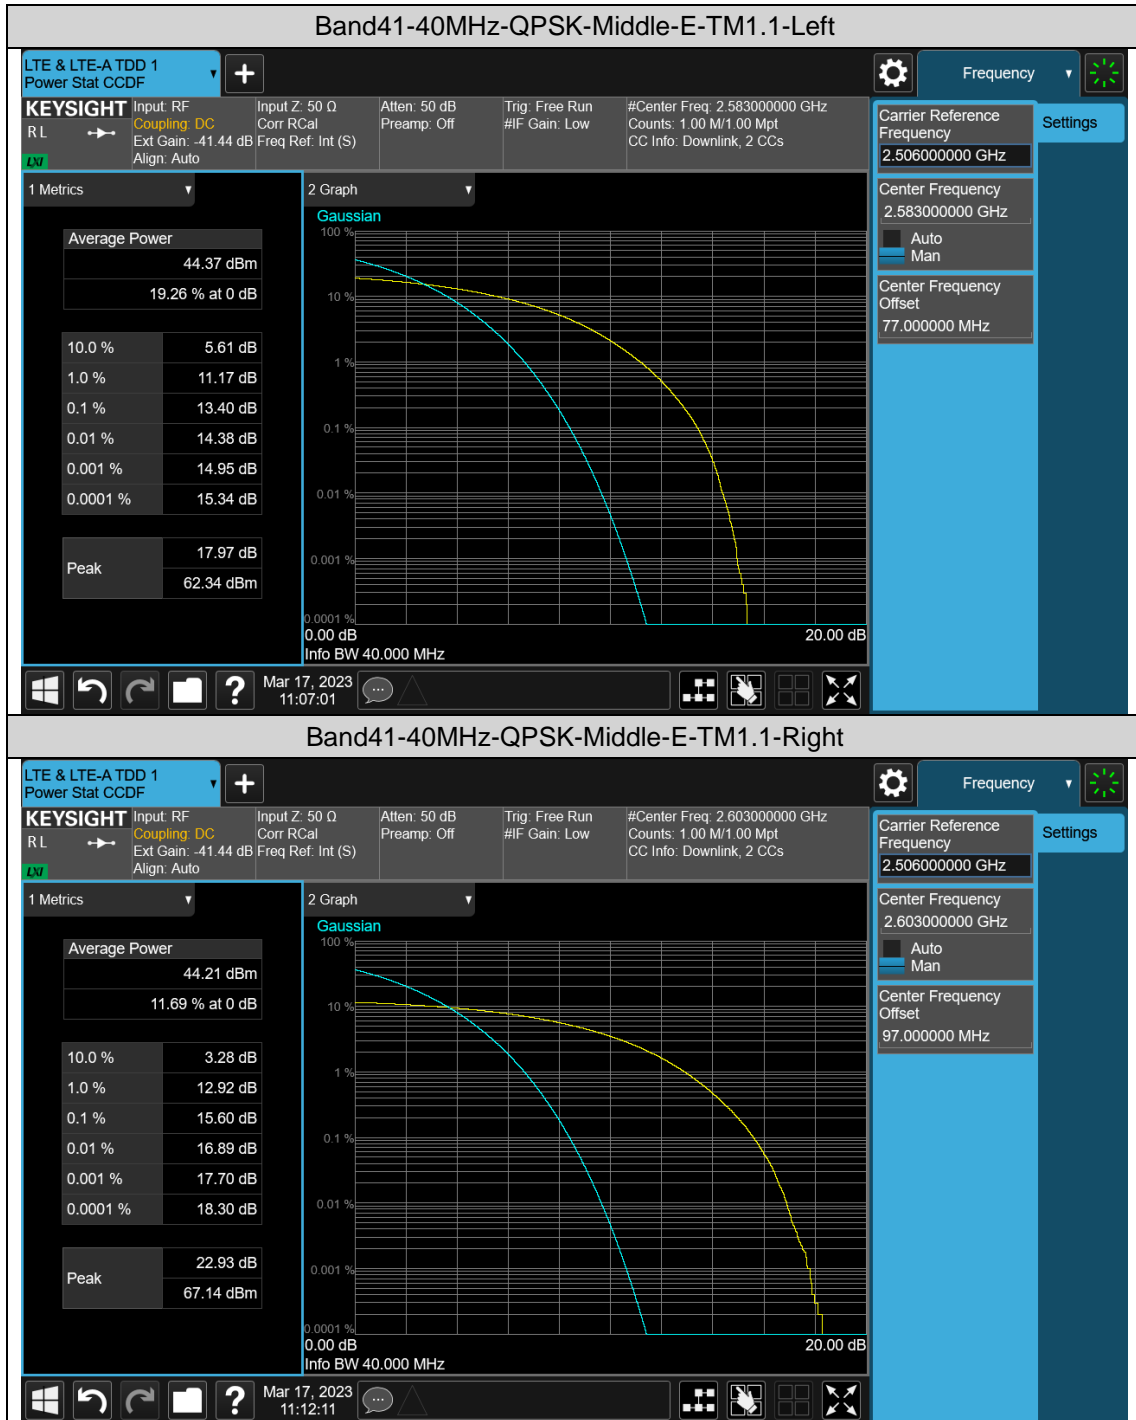 Band41-40MHz-QPSK-Middle-E-TM1.1-Left
LTE & LTE-A TDD 1
Power Stat CCDF
Frequency
KEYSIGHT
RL
LXI
Input: RF
Coupling: DC
Ext Gain: -41.44 dB
Align: Auto
Input Z: 50 Ω
Corr RCal
Freq Ref: Int (S)
Atten: 50 dB
Preamp: Off
Trig: Free Run
#IF Gain: Low
#Center Freq: 2.583000000 GHz
Counts: 1.00 M/1.00 Mpt
CC Info: Downlink, 2 CCs
Carrier Reference
Frequency
2.506000000 GHz
Settings
Center Frequency
2.583000000 GHz
Auto
Man
Center Frequency
Offset
77.000000 MHz
1 Metrics
Average Power
44.37 dBm
19.26 % at 0 dB
10.0 % 5.61 dB
1.0 % 11.17 dB
0.1 % 13.40 dB
0.01 % 14.38 dB
0.001 % 14.95 dB
0.0001 % 15.34 dB
Peak
17.97 dB
62.34 dBm
2 Graph
Gaussian
100 %
10 %
1 %
0.1 %
0.01 %
0.001 %
0.0001 %
0.00 dB
20.00 dB
Info BW 40.000 MHz
?
Mar 17, 2023
11:07:01
Band41-40MHz-QPSK-Middle-E-TM1.1-Right
LTE & LTE-A TDD 1
Power Stat CCDF
Frequency
KEYSIGHT
RL
LXI
Input: RF
Coupling: DC
Ext Gain: -41.44 dB
Align: Auto
Input Z: 50 Ω
Corr RCal
Freq Ref: Int (S)
Atten: 50 dB
Preamp: Off
Trig: Free Run
#IF Gain: Low
#Center Freq: 2.603000000 GHz
Counts: 1.00 M/1.00 Mpt
CC Info: Downlink, 2 CCs
Carrier Reference
Frequency
2.506000000 GHz
Settings
Center Frequency
2.603000000 GHz
Auto
Man
Center Frequency
Offset
97.000000 MHz
1 Metrics
Average Power
44.21 dBm
11.69 % at 0 dB
10.0 % 3.28 dB
1.0 % 12.92 dB
0.1 % 15.60 dB
0.01 % 16.89 dB
0.001 % 17.70 dB
0.0001 % 18.30 dB
Peak
22.93 dB
67.14 dBm
2 Graph
Gaussian
100 %
10 %
1 %
0.1 %
0.01 %
0.001 %
0.0001 %
0.00 dB
20.00 dB
Info BW 40.000 MHz
?
Mar 17, 2023
11:12:11